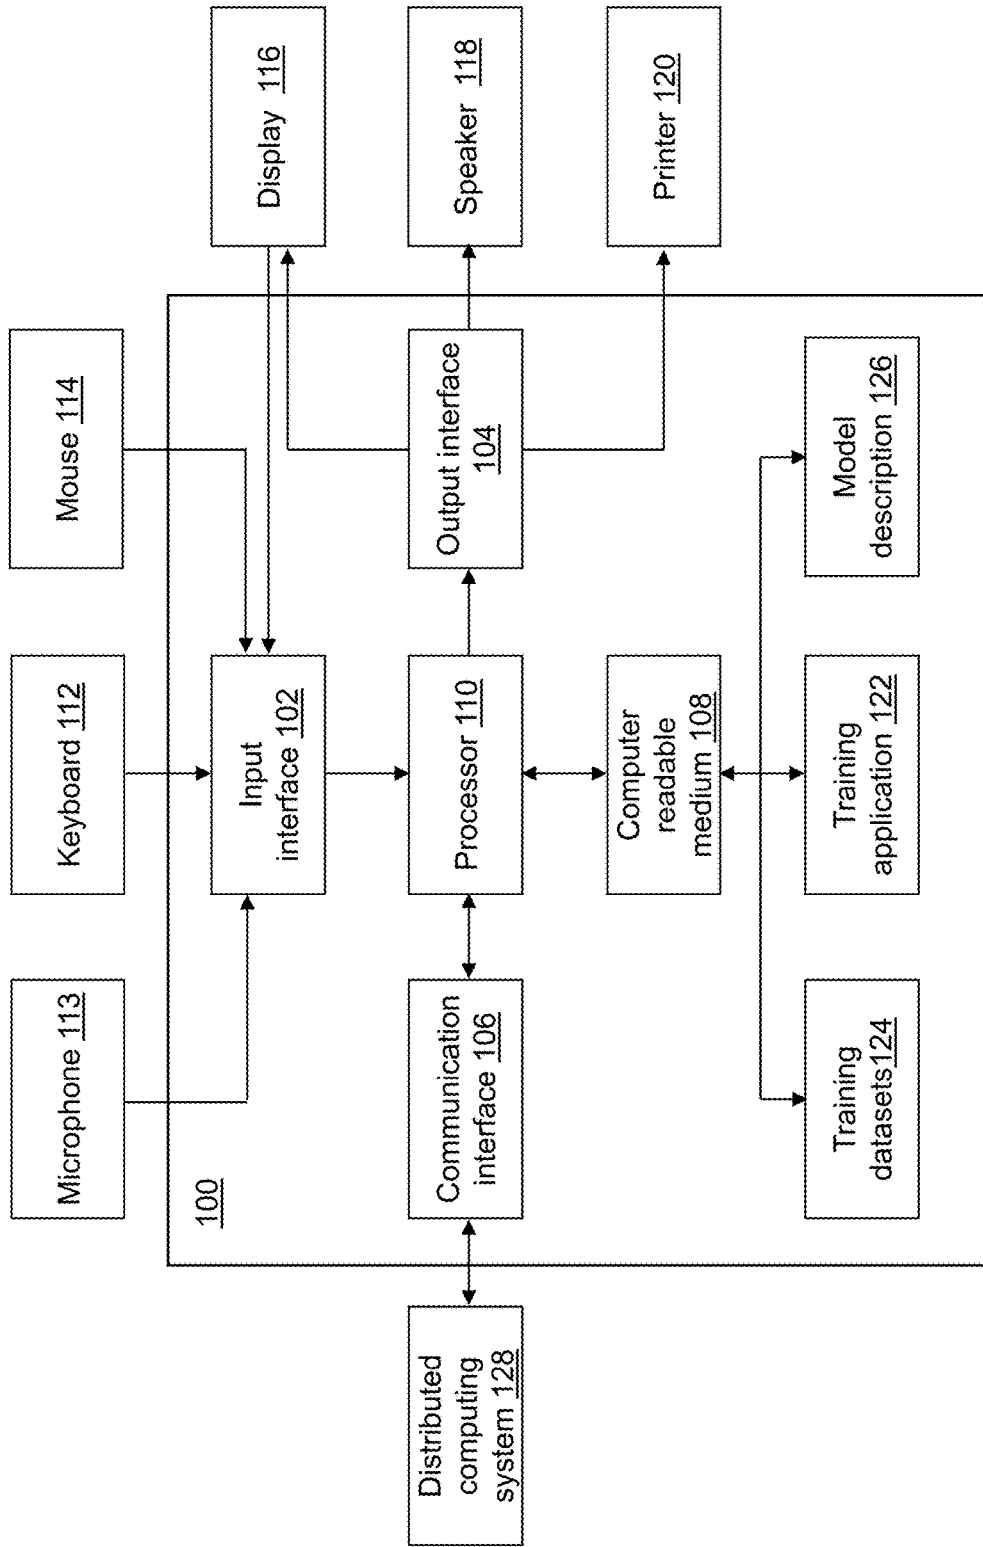 Microphone 113
Keyboard 112
Mouse 114
100
Input
interface 102
Display 116
Distributed
computing
system 128
Communication
interface 106
Processor 110
Output interface
104
Speaker 118
Computer
readable
medium 108
Printer 120
Training
datasets124
Training
application 122
Model
description 126